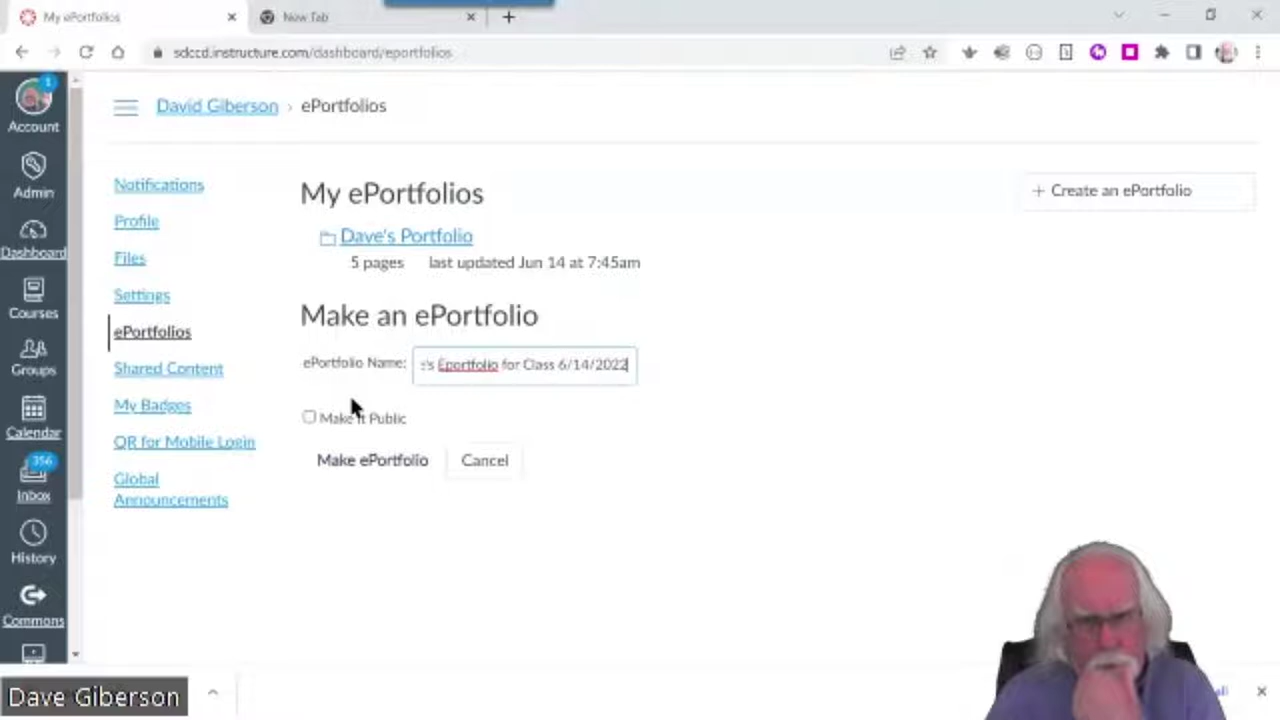 My ePortfolios
New Tab
sdccd.instructure.com/dashboard/eportfolios
1
Account
Admin
Dashboard
Courses
Groups
Calendar
356
Inbox
History
Commons
David Giberson › ePortfolios
Notifications
Profile
Files
Settings
ePortfolios
Shared Content
My Badges
QR for Mobile Login
Global
Announcements
My ePortfolios
+ Create an ePortfolio
Dave's Portfolio
5 pages last updated Jun 14 at 7:45am
Make an ePortfolio
ePortfolio Name: 's Eportfolio for Class 6/14/2022
Make it Public
Make ePortfolio Cancel
Dave Giberson